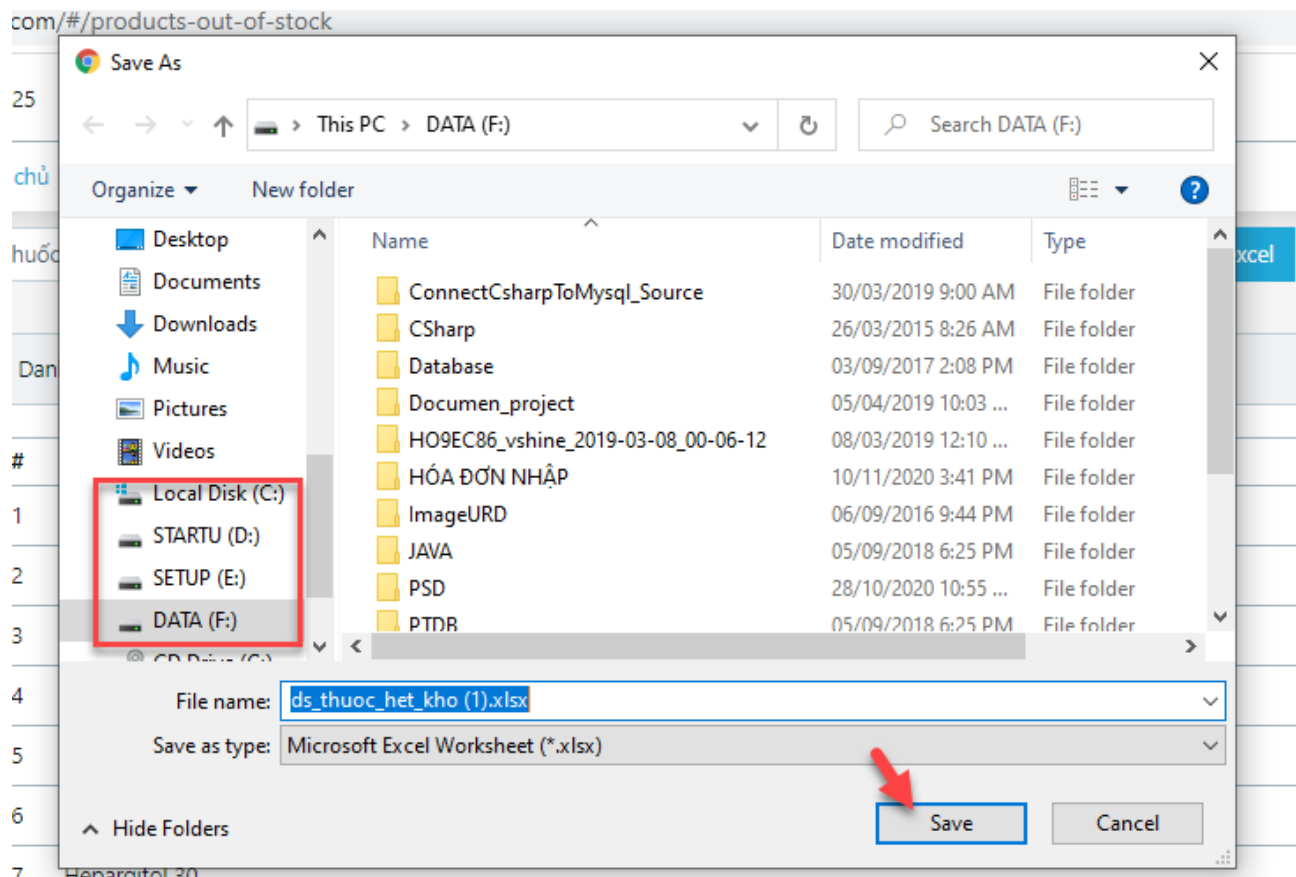 com/#/products-out-of-stock
Save As
25
This PC > DATA (F:)
Search DATA (F:)
chủ
Organize
New folder
?
huốc
xcel
Desktop
Documents
Downloads
Music
Pictures
Videos
Local Disk (C:)
STARTU (D:)
SETUP (E:)
DATA (F:)
Name Date modified Type
ConnectCsharpToMysql_Source 30/03/2019 9:00 AM File folder
CSharp 26/03/2015 8:26 AM File folder
Database 03/09/2017 2:08 PM File folder
Documen_project 05/04/2019 10:03 ... File folder
HO9EC86_vshine_2019-03-08_00-06-12 08/03/2019 12:10 ... File folder
HÓA ĐƠN NHẬP 10/11/2020 3:41 PM File folder
ImageURD 06/09/2016 9:44 PM File folder
JAVA 05/09/2018 6:25 PM File folder
PSD 28/10/2020 10:55 ... File folder
PTDB 05/09/2018 6:25 PM File folder
Dan
#
1
2
3
4
5
6
7 Hepargitol 30
File name: ds_thuoc_het_kho (1).xlsx
Save as type: Microsoft Excel Worksheet (*.xlsx)
Hide Folders
Save
Cancel